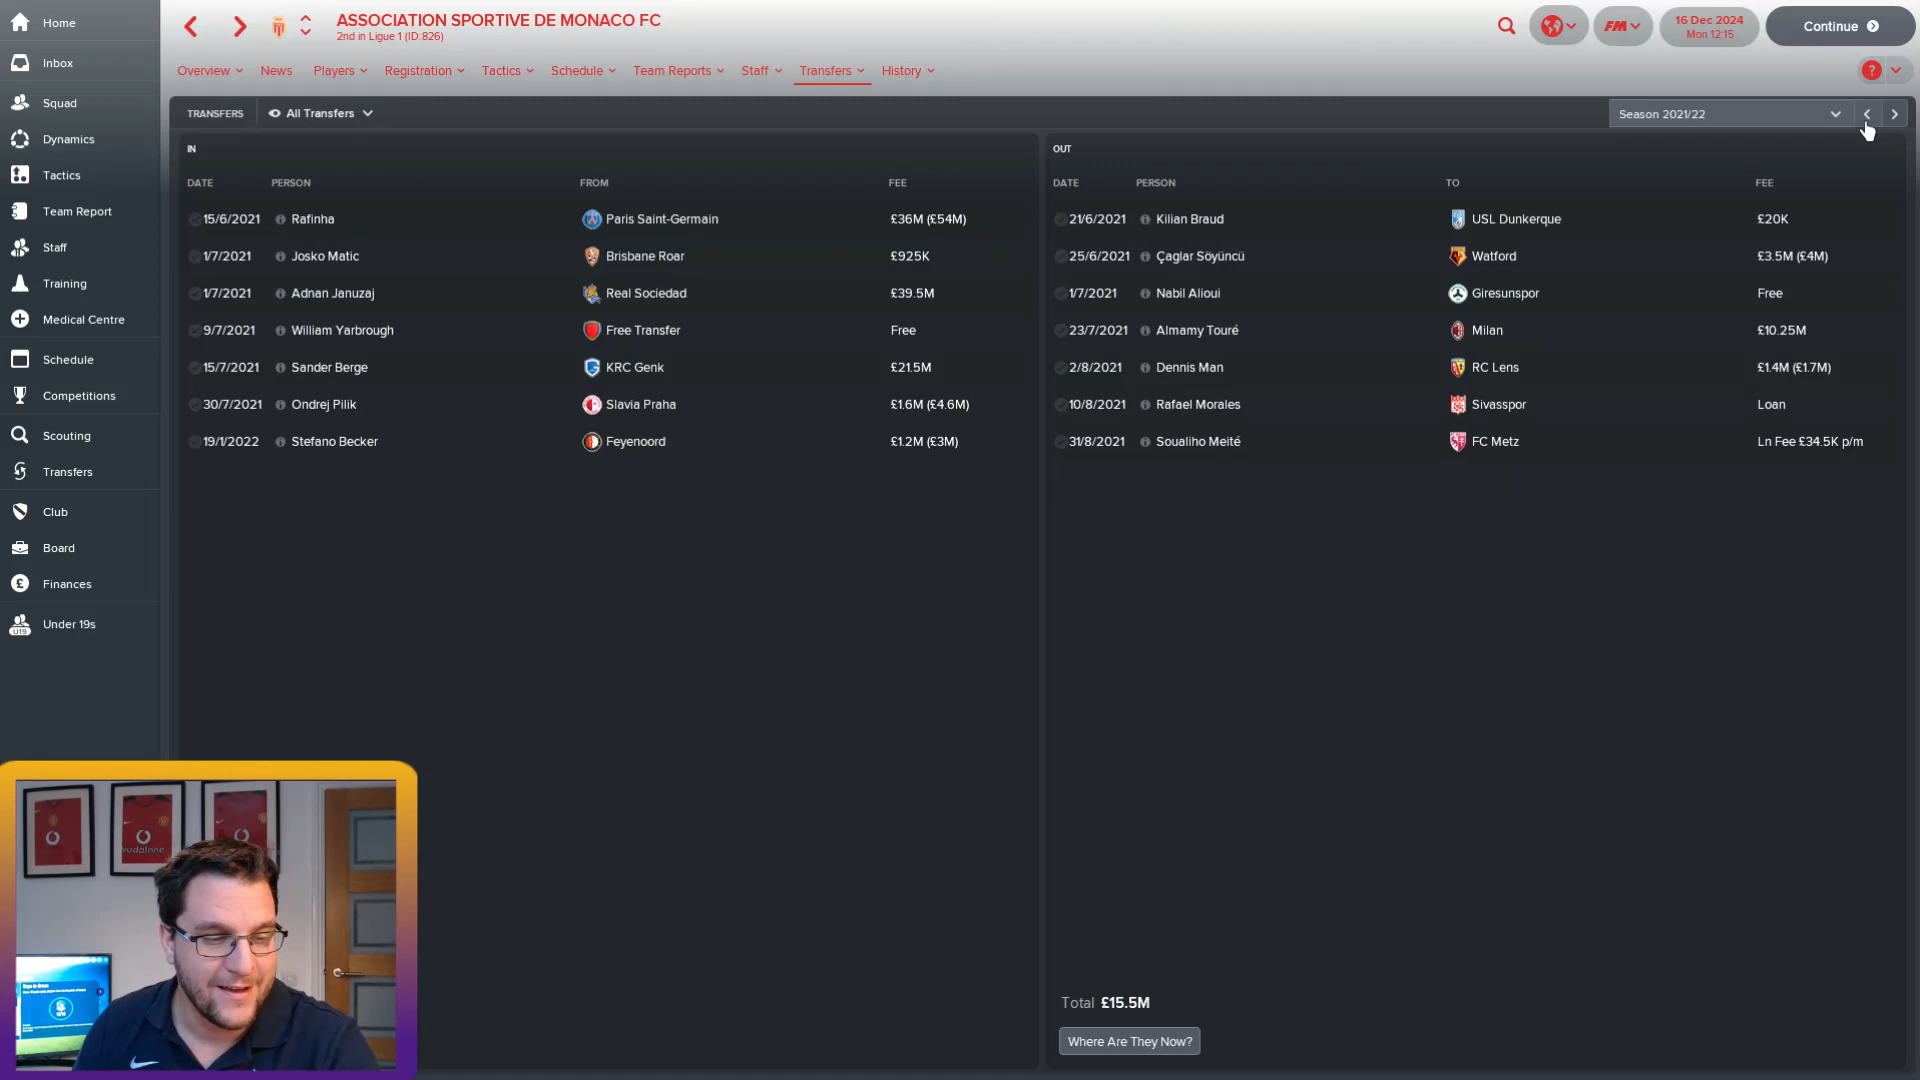 Home
Inbox
Squad
Dynamics
Tactics
Team Report
Staff
Training
Medical Centre
Schedule
Competitions
Scouting
Transfers
Club
Board
Finances
U19 Under 19s
ASSOCIATION SPORTIVE DE MONACO FC
2nd in Ligue 1 (ID:826)
FM
16 Dec 2024
Mon 12:15
Continue
Overview News Players Registration Tactics Schedule Team Reports Staff Transfers History
?
TRANSFERS All Transfers Season 2021/22
IN
DATE PERSON FROM FEE
15/6/2021 Rafinha Paris Saint-Germain £36M (£54M)
1/7/2021 Josko Matic Brisbane Roar £925K
1/7/2021 Adnan Januzaj Real Sociedad £39.5M
9/7/2021 William Yarbrough Free Transfer Free
15/7/2021 Sander Berge KRC Genk £21.5M
30/7/2021 Ondrej Pilik Slavia Praha £1.6M (£4.6M)
19/1/2022 Stefano Becker Feyenoord £1.2M (£3M)
OUT
DATE PERSON TO FEE
21/6/2021 Kilian Braud USL Dunkerque £20K
25/6/2021 Çaglar Söyüncü Watford £3.5M (£4M)
1/7/2021 Nabil Alioui Giresunspor Free
23/7/2021 Almamy Touré Milan £10.25M
2/8/2021 Dennis Man RC Lens £1.4M (£1.7M)
10/8/2021 Rafael Morales Sivasspor Loan
31/8/2021 Soualiho Meité FC Metz Ln Fee £34.5K p/m
Total £15.5M
Where Are They Now?
vodafone